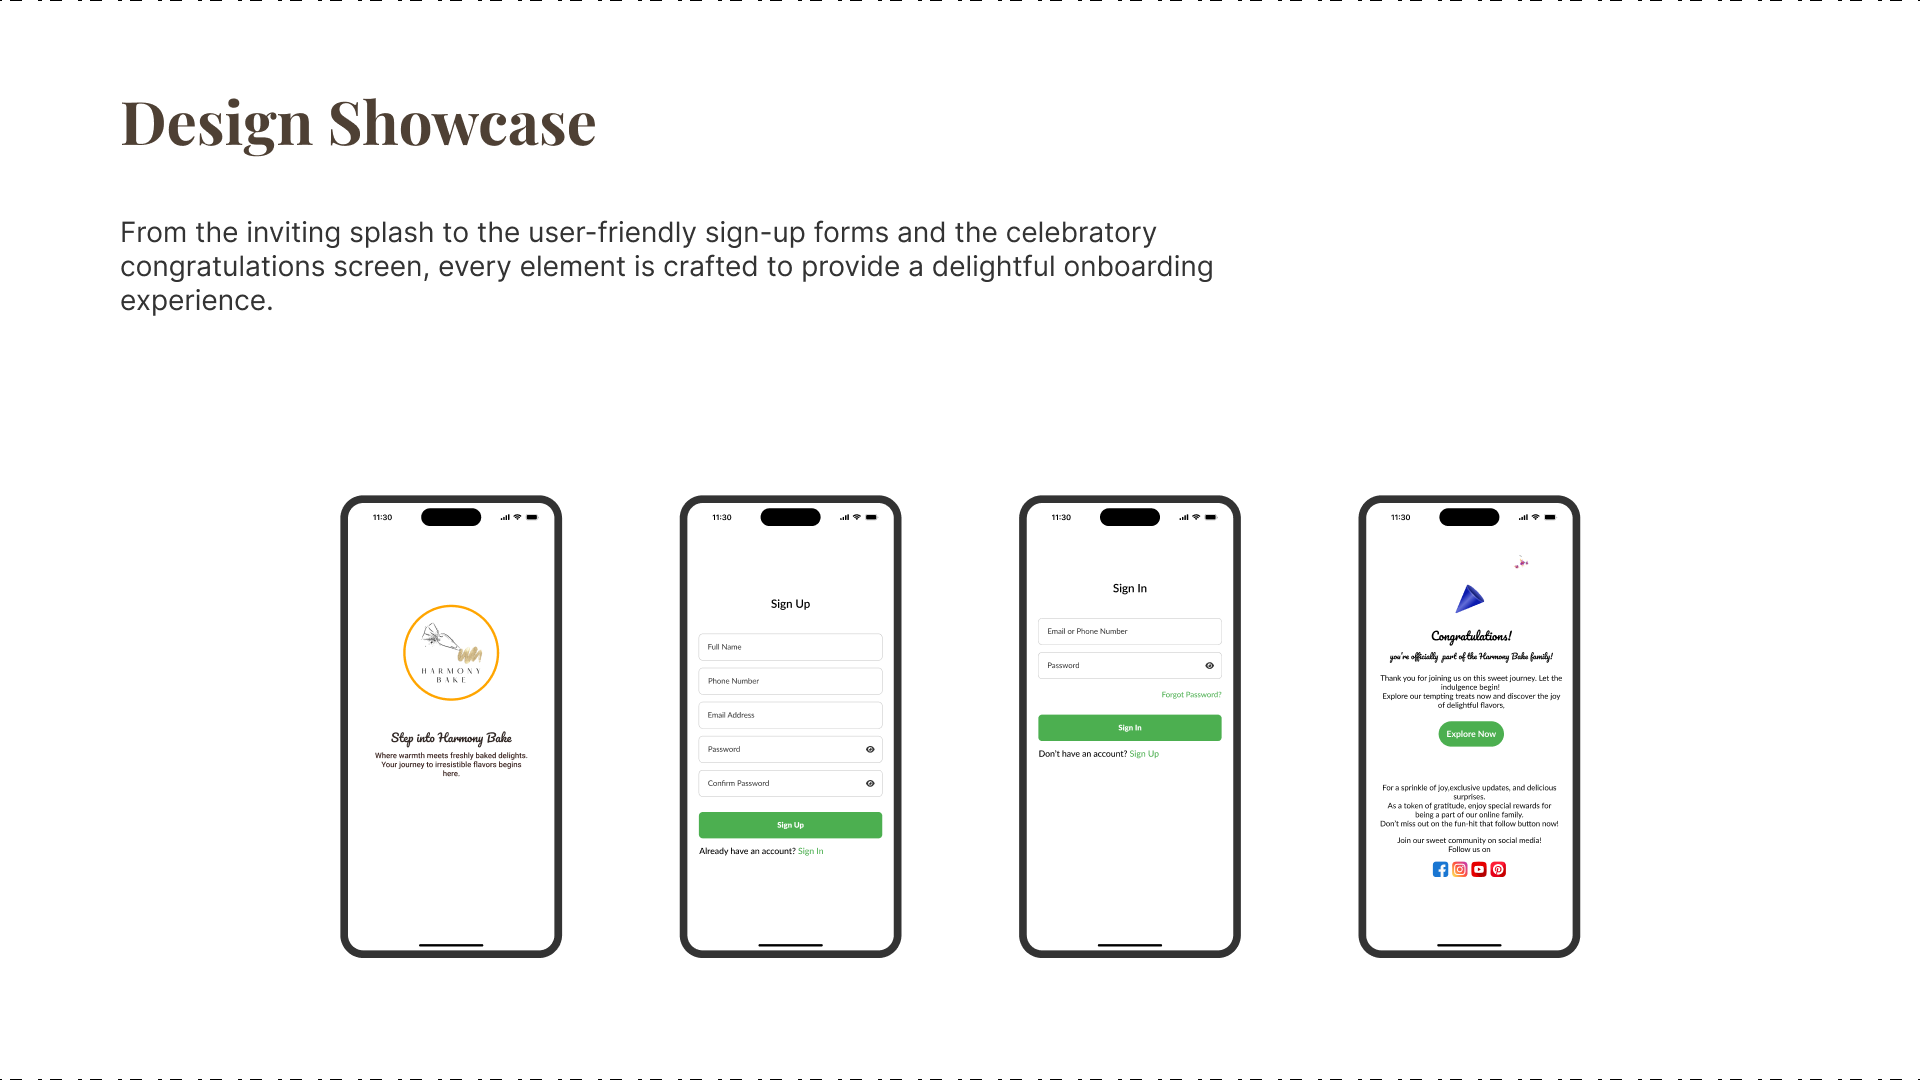 Design Showcase
From the inviting splash to the user-friendly sign-up forms and the celebratory
congratulations screen, every element is crafted to provide a delightful onboarding
experience.
11:30
HARMONY
BAKE
Step into Harmony Bake
Where warmth meets freshly baked delights.
Your journey to irresistible flavors begins
here.
11:30
Sign Up
Full Name
Phone Number
Email Address
Password
Confirm Password
Sign Up
Already have an account? Sign In
11:30
Sign In
Email or Phone Number
Password
Forgot Password?
Sign In
Don't have an account? Sign Up
11:30
Congratulations!
you're officially part of the Harmony Bake family!
Thank you for joining us on this sweet journey. Let the
indulgence begin!
Explore our tempting treats now and discover the joy
of delightful flavors,
Explore Now
For a sprinkle of joy,exclusive updates, and delicious
surprises.
As a token of gratitude, enjoy special rewards for
being a part of our online family.
Don't miss out on the fun-hit that follow button now!
Join our sweet community on social media!
Follow us on